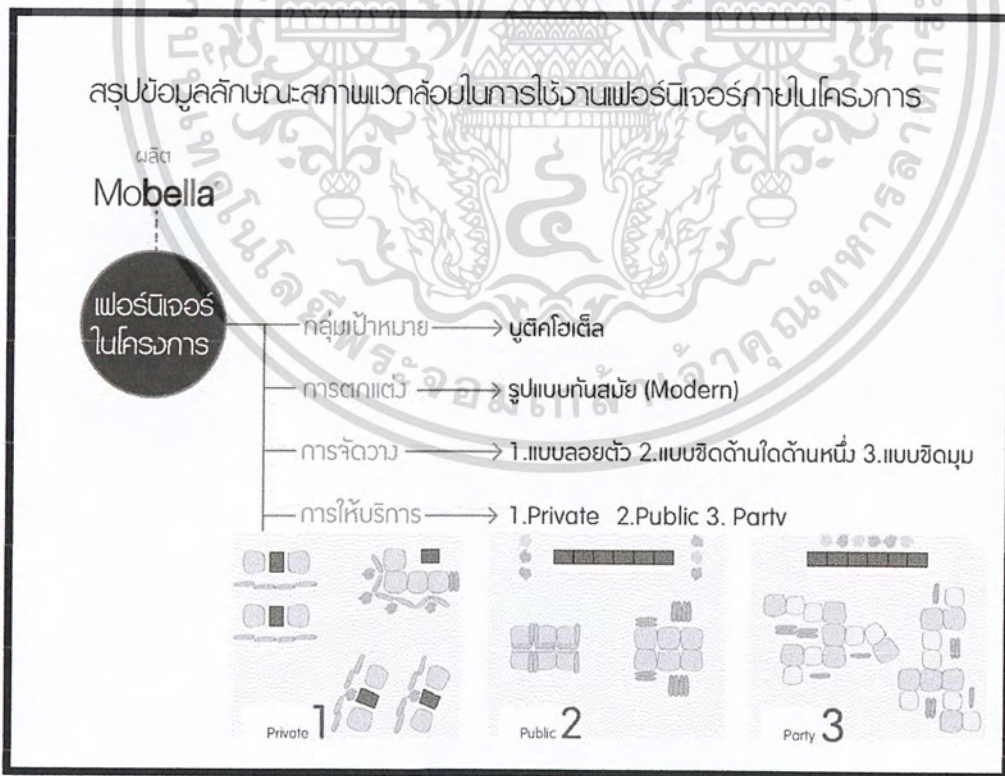 สรุปข้อมูลลักษณะสภาพแวดล้อมในการใช้งานเฟอร์นิเจอร์ภายในโครงการ
ผลิต
Mobella
เฟอร์นิเจอร์
ในโครงการ
กลุ่มเป้าหมาย บูติคโฮเต็ล
การตกแต่ง รูปแบบทันสมัย (Modern)
การจัดวาง 1.แบบลอยตัว 2.แบบชิดด้านใดด้านหนึ่ง 3.แบบชิดมุม
การให้บริการ 1.Private 2.Public 3. Party
Private 1
Public 2
Party 3